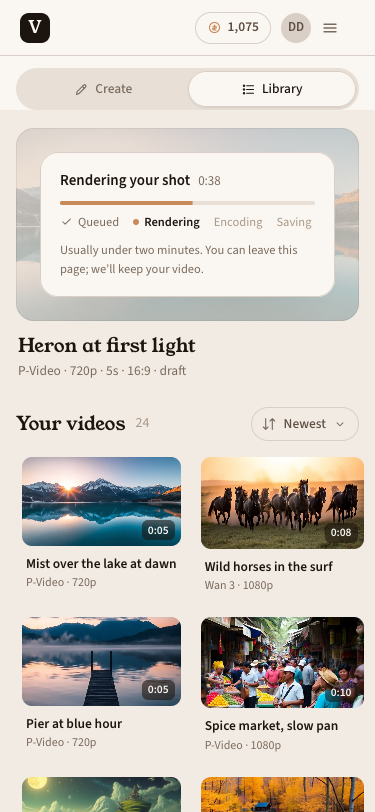 V
1,075
DD
Create
Library
Rendering your shot 0:38
Queued Rendering Encoding Saving
Usually under two minutes. You can leave this
page; we'll keep your video.
Heron at first light
P-Video · 720p · 5s · 16:9 · draft
Your videos 24
Newest
0:05
0:08
Mist over the lake at dawn
P-Video · 720p
Wild horses in the surf
Wan 3 · 1080p
0:05
0:10
Pier at blue hour
P-Video · 720p
Spice market, slow pan
P-Video · 1080p